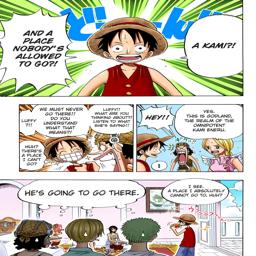 A KAMI?!
AND A
PLACE
NOBODY"S
ALLOWED
TO GO?!
YES.
THIS IS GODLAND,
THE REALM OF THE
OMNIPOTENT
KAMI ENERU.
HEY!!
LUFFY!
WHAT ARE YOU
THINKING ABOUT!
LISTEN TO WHAT
SHE'S SAYING!!
WE MUST NEVER
GO THERE!! DO
YOU UNDERSTAND
WHAT THAT
MEANS?!
LUFFY
?!!
HUH?
THERE'S
A PLACE
I CAN'T
GO?
I SEE.
A PLACE I ABSOLUTELY
CANNOT GO TO, HUH?
HE'S GOING TO GO THERE.